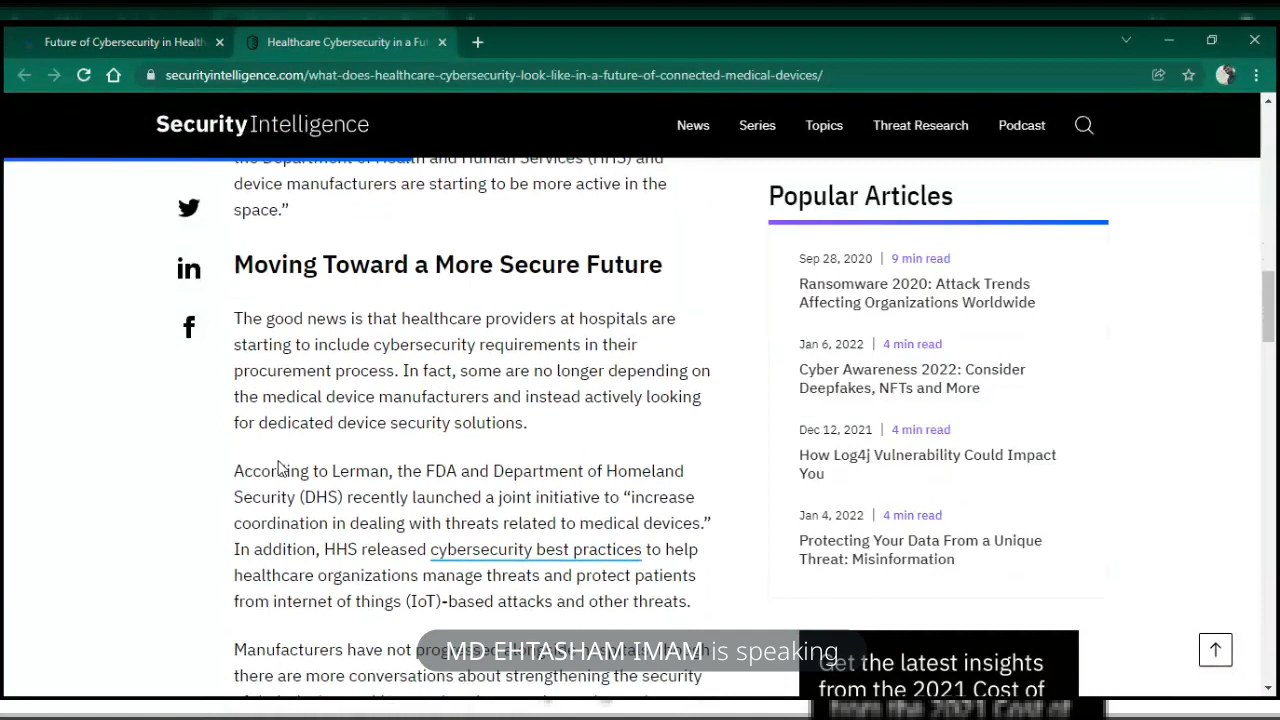 Future of Cybersecurity in Health
Healthcare Cybersecurity in a Fut
securityintelligence.com/what-does-healthcare-cybersecurity-look-like-in-a-future-of-connected-medical-devices/
SecurityIntelligence
News
Series
Topics
Threat Research
Podcast
the Department of Health and Human Services (HHS) and
device manufacturers are starting to be more active in the
space.”
Moving Toward a More Secure Future
The good news is that healthcare providers at hospitals are
starting to include cybersecurity requirements in their
procurement process. In fact, some are no longer depending on
the medical device manufacturers and instead actively looking
for dedicated device security solutions.
According to Lerman, the FDA and Department of Homeland
Security (DHS) recently launched a joint initiative to “increase
coordination in dealing with threats related to medical devices.”
In addition, HHS released cybersecurity best practices to help
healthcare organizations manage threats and protect patients
from internet of things (IoT)-based attacks and other threats.
Manufacturers have not
there are more conversations about strengthening the security
Popular Articles
Sep 28, 2020 | 9 min read
Ransomware 2020: Attack Trends
Affecting Organizations Worldwide
Jan 6, 2022 | 4 min read
Cyber Awareness 2022: Consider
Deepfakes, NFTs and More
Dec 12, 2021 | 4 min read
How Log4j Vulnerability Could Impact
You
Jan 4, 2022 | 4 min read
Protecting Your Data From a Unique
Threat: Misinformation
Get the latest insights
from the 2021 Cost of
MD EHTASHAM IMAM is speaking